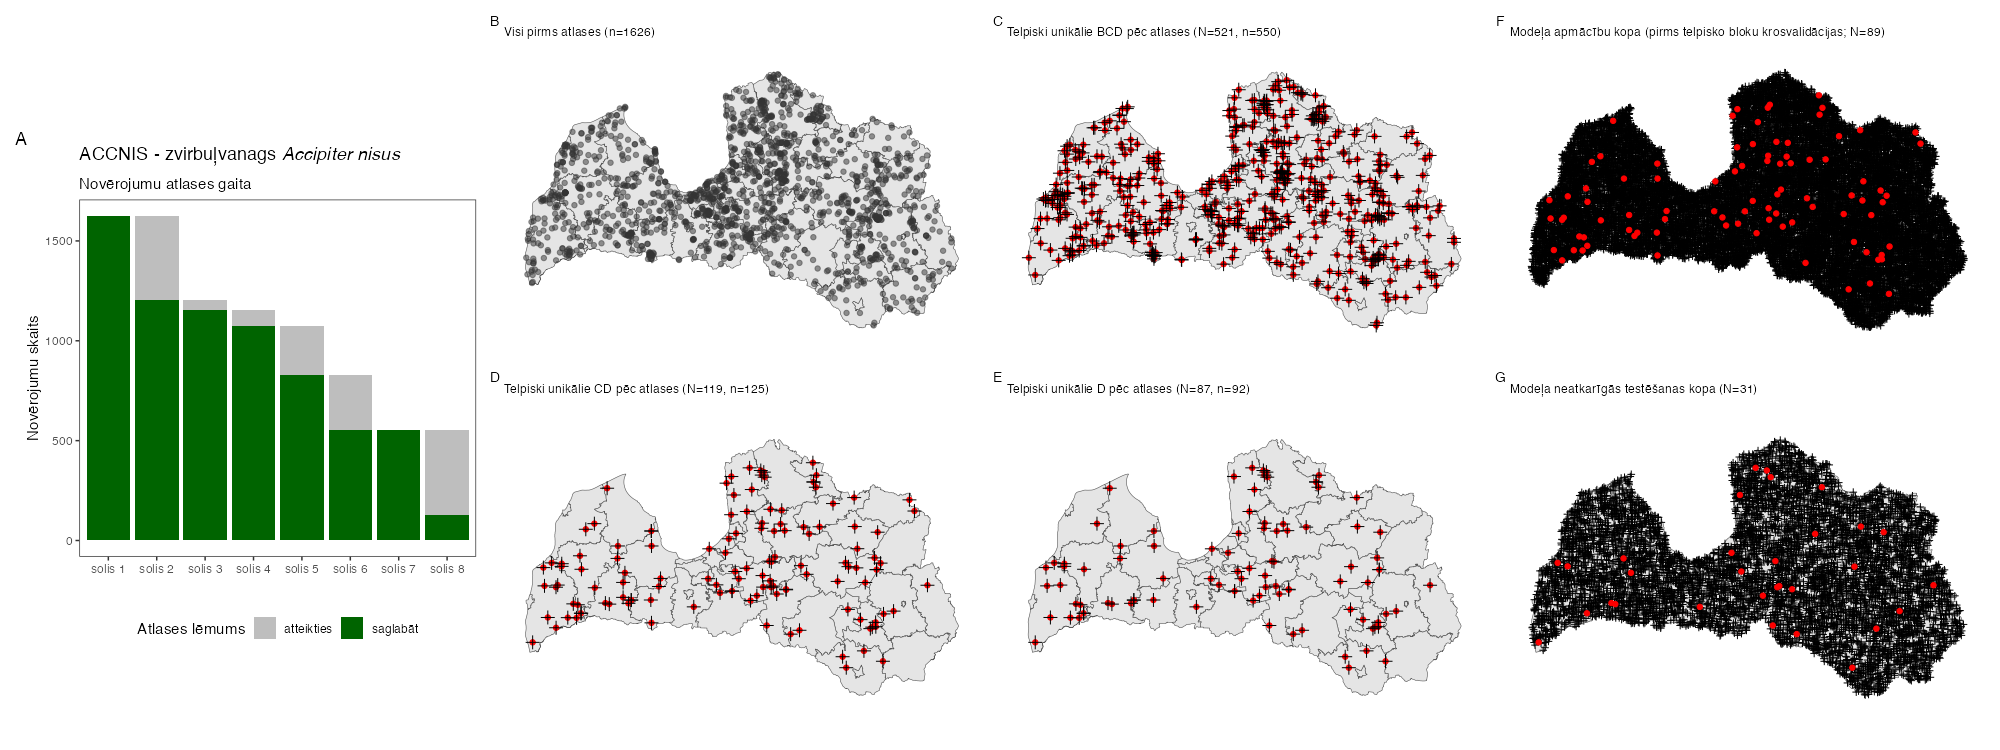 A
ACCNIS - zvirbuļvanags Accipiter nisus
Novērojumu atlases gaita
Novērojumu skaits
1500
1000
500
0
solis 1 solis 2 solis 3 solis 4 solis 5 solis 6 solis 7 solis 8
Atlases lēmums atteikties saglabāt
B
Visi pirms atlases (n=1626)
C
Telpiski unikālie BCD pēc atlases (N=521, n=550)
F
Modeļa apmācību kopa (pirms telpisko bloku krosvalidācijas; N=89)
D
Telpiski unikālie CD pēc atlases (N=119, n=125)
E
Telpiski unikālie D pēc atlases (N=87, n=92)
G
Modeļa neatkarīgās testēšanas kopa (N=31)